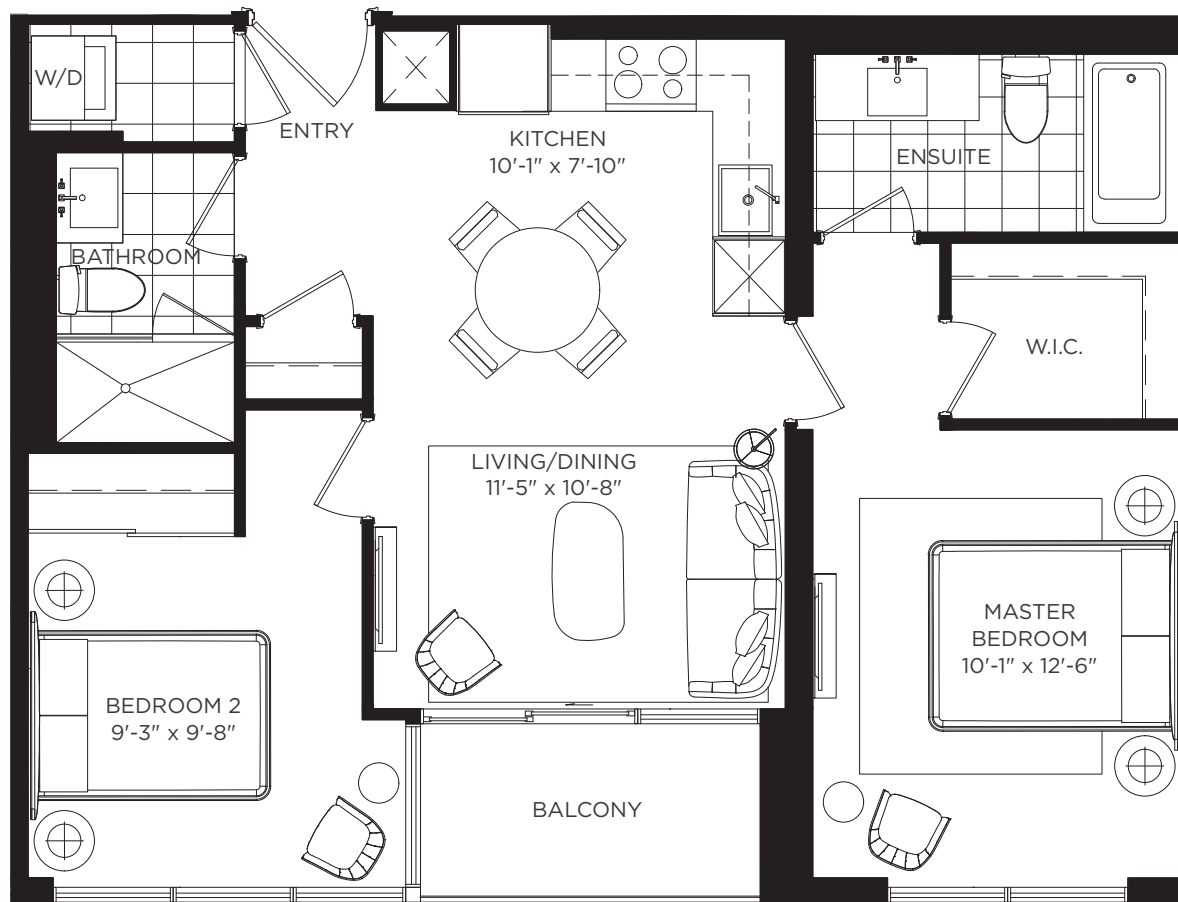 W/D
ENTRY
KITCHEN
10'-1" x 7'-10"
ENSUITE
BATHROOM
W.I.C.
LIVING/DINING
11'-5" x 10'-8"
MASTER
BEDROOM
10'-1" x 12'-6"
BEDROOM 2
9'-3" x 9'-8"
BALCONY